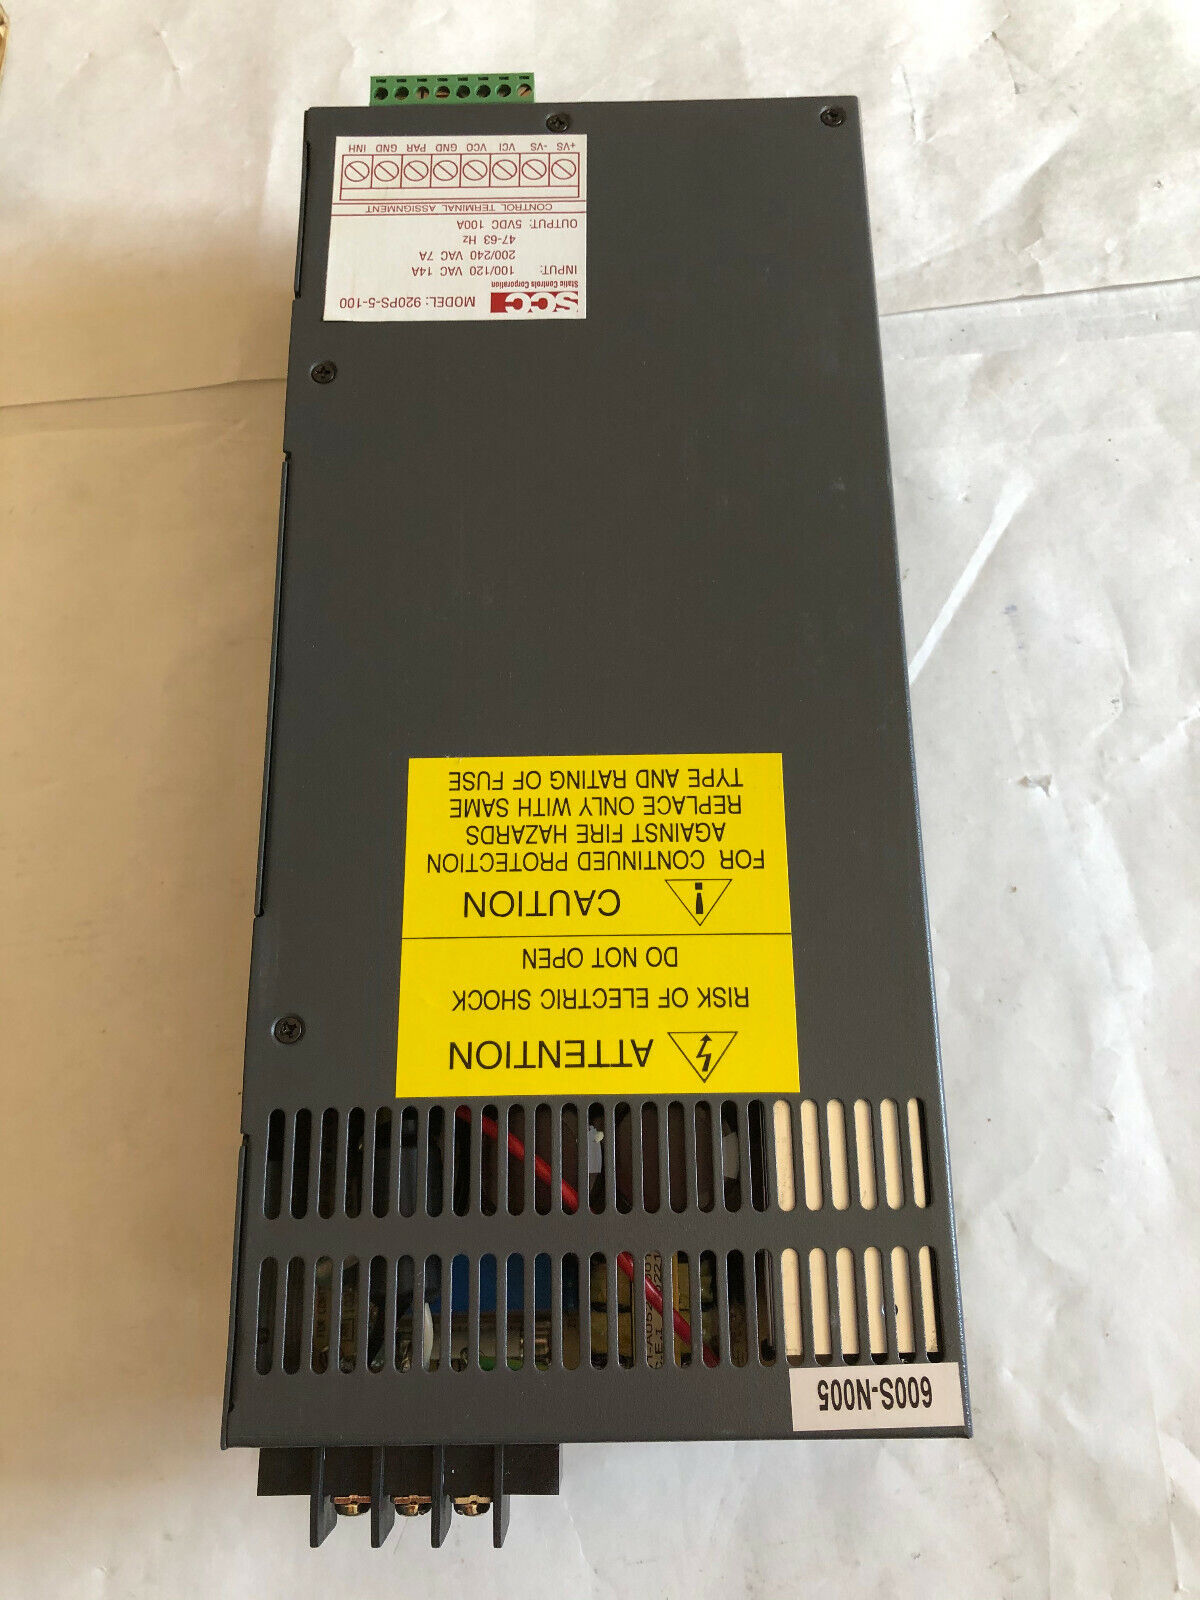 SCC MODEL: 920PS-5-100
Static Controls Corporation
INPUT: 100/120 VAC 14A
200/240 VAC 7A
47-63 Hz
OUTPUT: 5VDC 100A
CONTROL TERMINAL ASSIGNMENT
+VS -VS VCI VCO GND PAR GND INH
600S-N005
ATTENTION
RISK OF ELECTRIC SHOCK
DO NOT OPEN
CAUTION
FOR CONTINUED PROTECTION
AGAINST FIRE HAZARDS
REPLACE ONLY WITH SAME
TYPE AND RATING OF FUSE